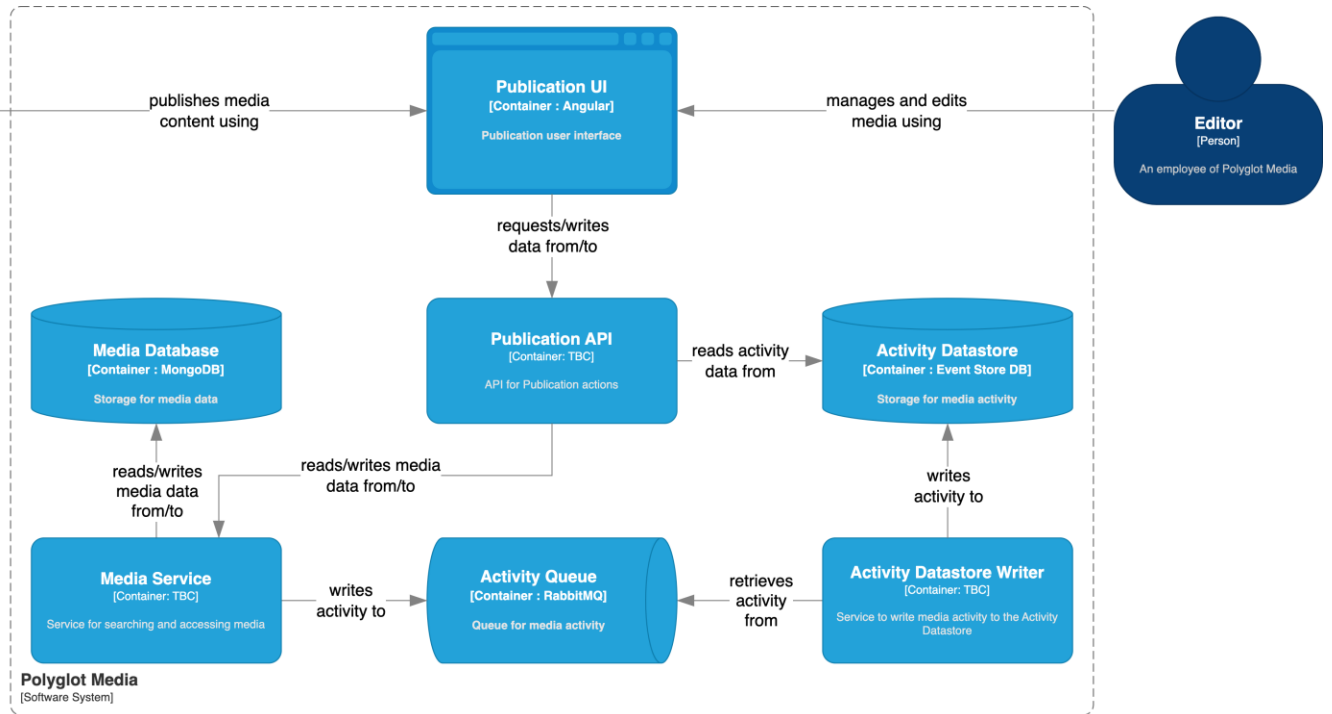 Publication UI
[Container : Angular]
Publication user interface
publishes media
content using
manages and edits
media using
Editor
[Person]
An employee of Polyglot Media
requests/writes
data from/to
Media Database
[Container : MongoDB]
Storage for media data
Publication API
[Container: TBC]
API for Publication actions
reads activity
data from
Activity Datastore
[Container : Event Store DB]
Storage for media activity
reads/writes
media data
from/to
reads/writes media
data from/to
writes
activity to
Media Service
[Container: TBC]
Service for searching and accessing media
writes
activity to
Activity Queue
[Container : RabbitMQ]
Queue for media activity
retrieves
activity
from
Activity Datastore Writer
[Container: TBC]
Service to write media activity to the Activity
Datastore
Polyglot Media
[Software System]